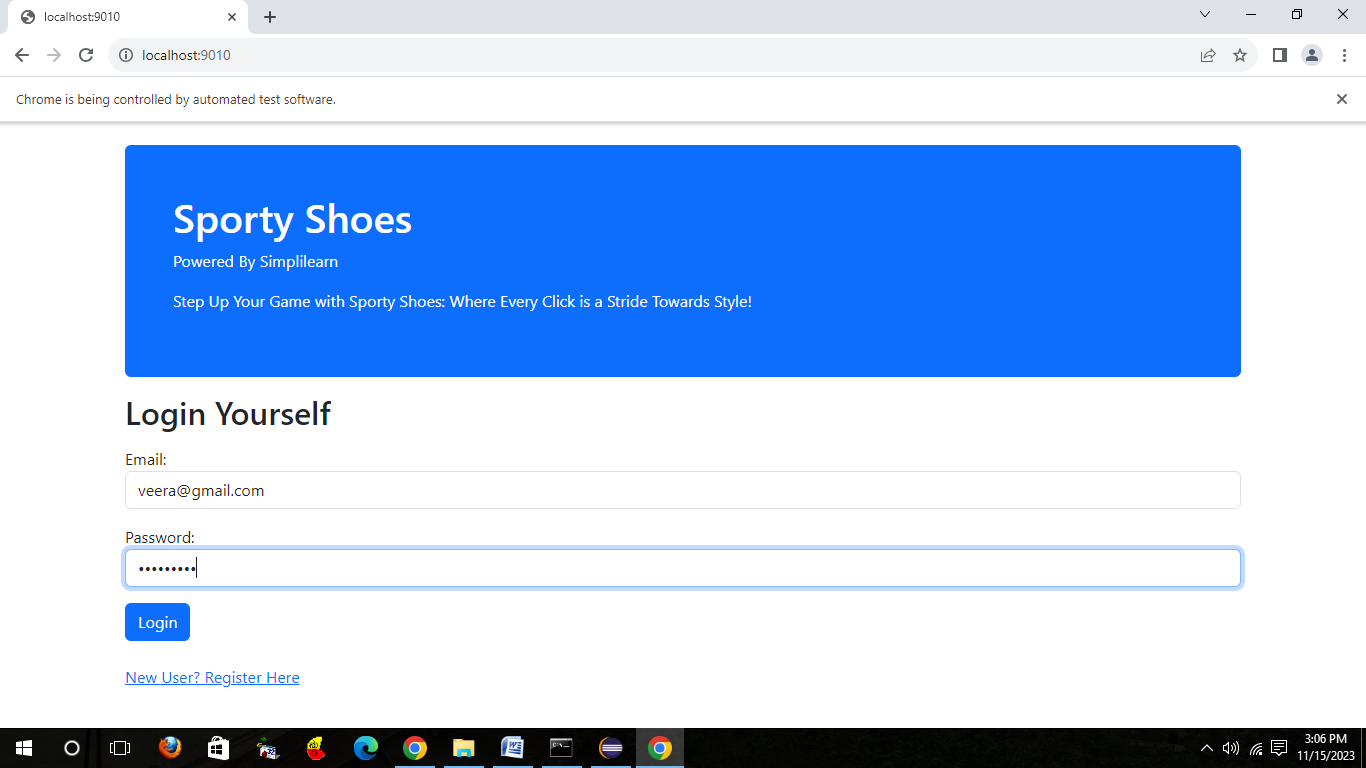 localhost:9010
localhost:9010
Chrome is being controlled by automated test software.
Sporty Shoes
Powered By Simplilearn
Step Up Your Game with Sporty Shoes: Where Every Click is a Stride Towards Style!
Login Yourself
Email:
veera@gmail.com
Password:
•••••••••
Login
New User? Register Here
3:06 PM
11/15/2023